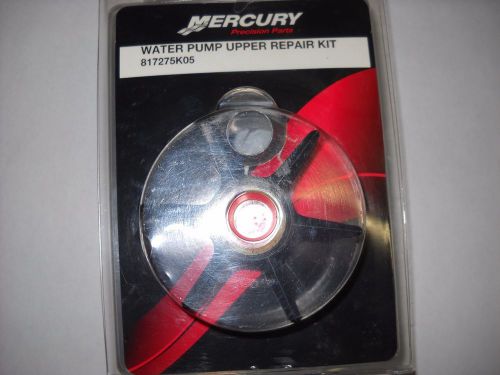 MERCURY
Precision Parts
WATER PUMP UPPER REPAIR KIT
817275K05